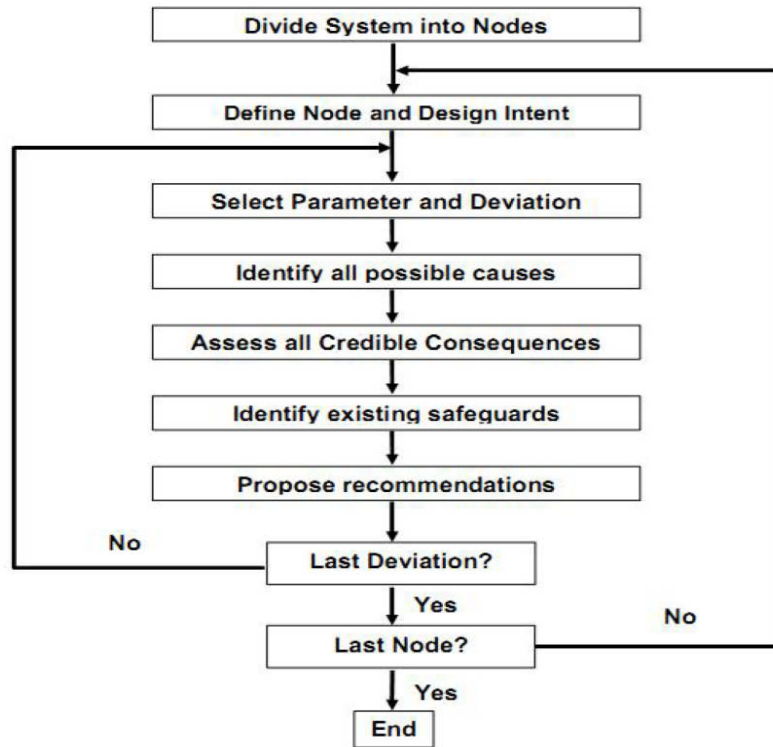 Divide System into Nodes
Define Node and Design Intent
Select Parameter and Deviation
Identify all possible causes
Assess all Credible Consequences
Identify existing safeguards
Propose recommendations
No
Last Deviation?
Yes
No
Last Node?
Yes
End